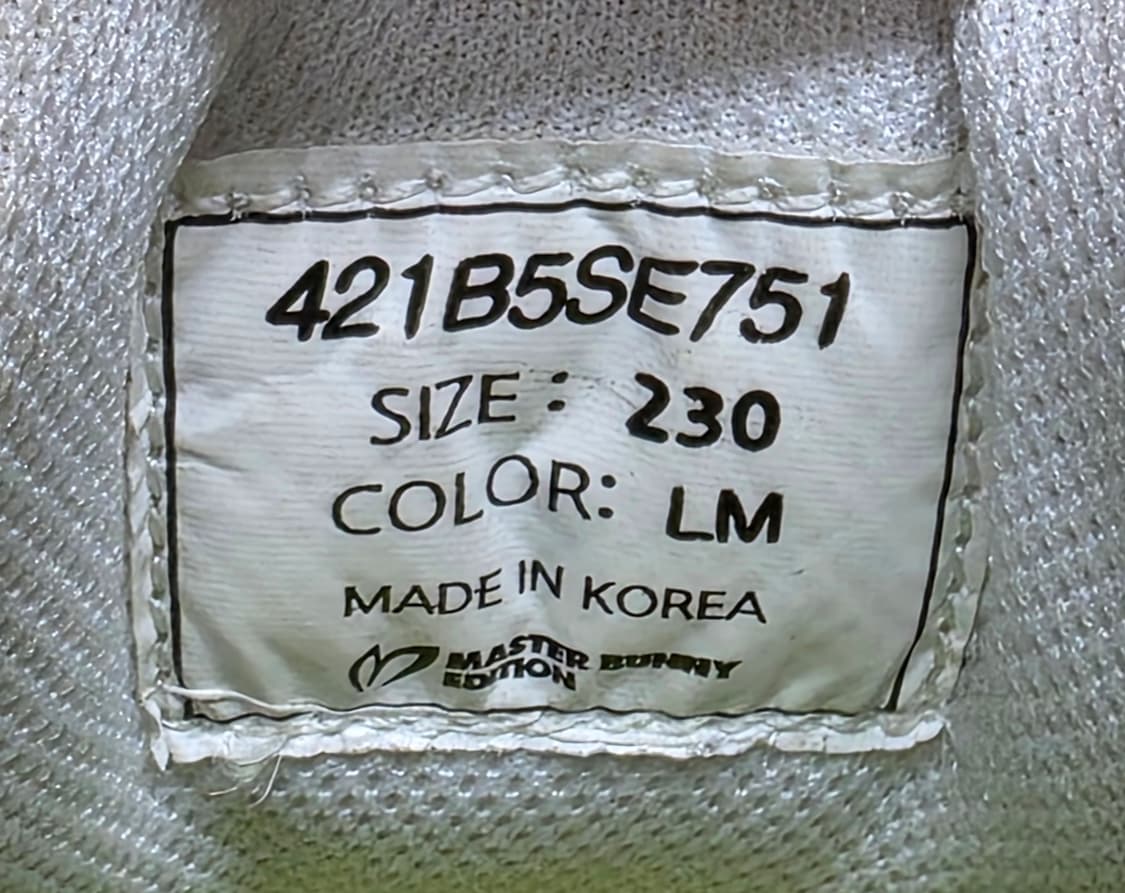 421B5SE751
SIZE : 230
COLOR: LM
MADE IN KOREA
MASTER BUNNY
EDITION